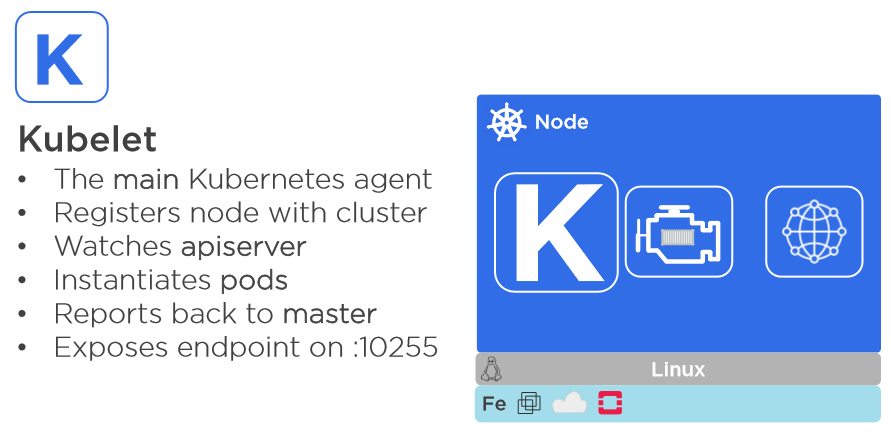 K
Kubelet
• The main Kubernetes agent
• Registers node with cluster
• Watches apiserver
• Instantiates pods
• Reports back to master
• Exposes endpoint on :10255
Node
K
Linux
Fe